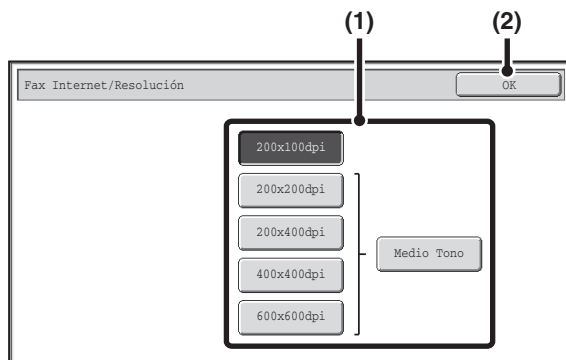 (1) (2)
Fax Internet/Resolución OK
200x100dpi
200x200dpi
200x400dpi
Medio Tono
400x400dpi
600x600dpi